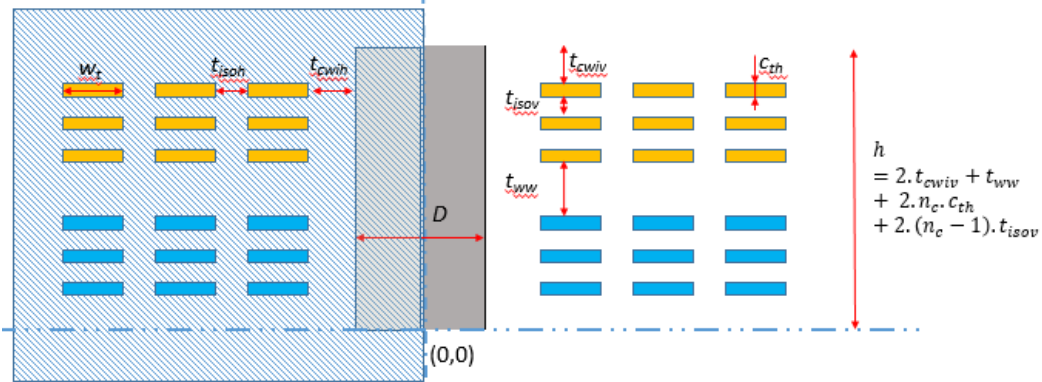 w_t
t_isoh
t_cwih
t_cwiv
c_th
t_isov
t_ww
D
h
= 2.t_cwiv + t_ww
+ 2.n_c.c_th
+ 2.(n_c − 1).t_isov
(0,0)